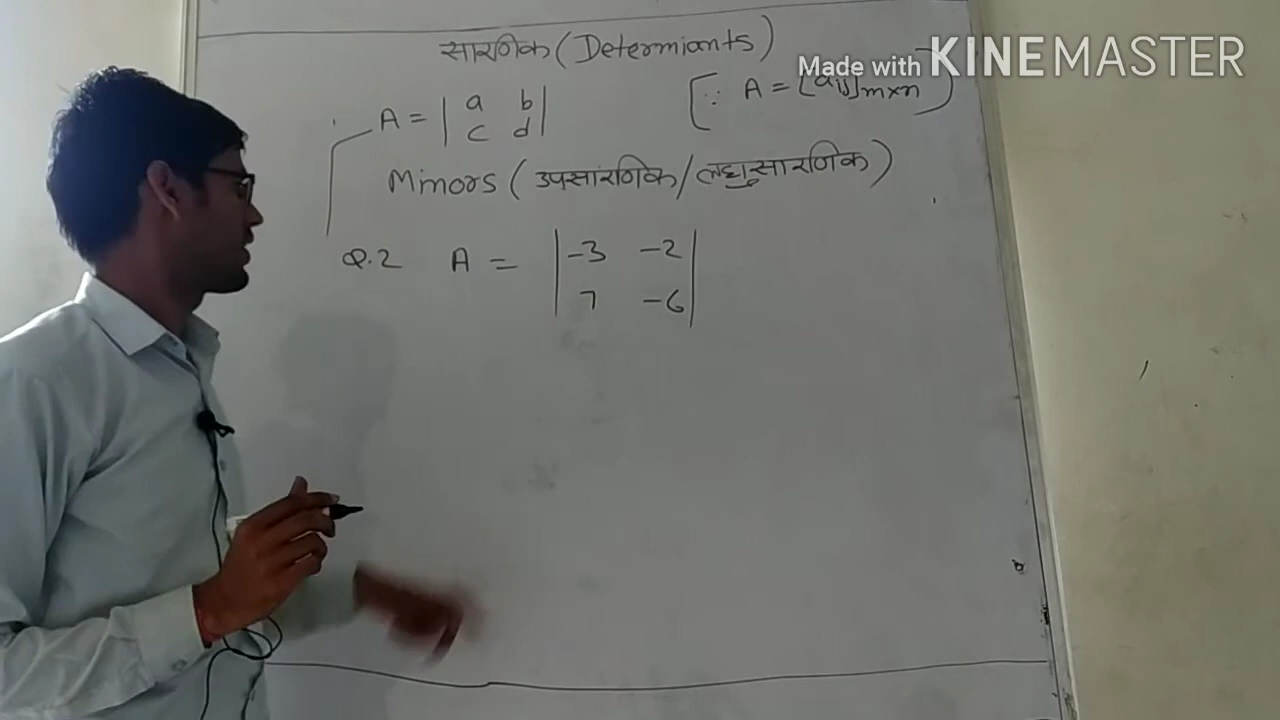 सारणिक (Determiants)
Made with KINEMASTER
A = | a b |
| c d |
[∵ A = [aij]m×n)
Minors (उपसारणिक/लघुसारणिक)
Q.2 A = | -3 -2 |
| 7 -6 |